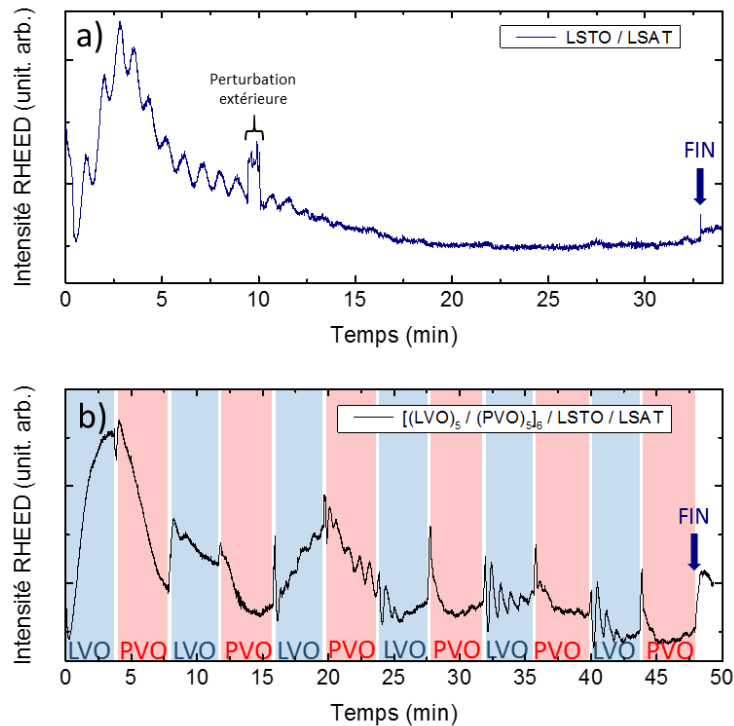 a)
LSTO / LSAT
Perturbation
extérieure
FIN
Intensité RHEED (unit. arb.)
0 5 10 15 20 25 30
Temps (min)
b)
[(LVO)5 / (PVO)5]6 / LSTO / LSAT
FIN
Intensité RHEED (unit. arb.)
LVO PVO LVO PVO LVO PVO LVO PVO LVO PVO LVO PVO
0 5 10 15 20 25 30 35 40 45 50
Temps (min)